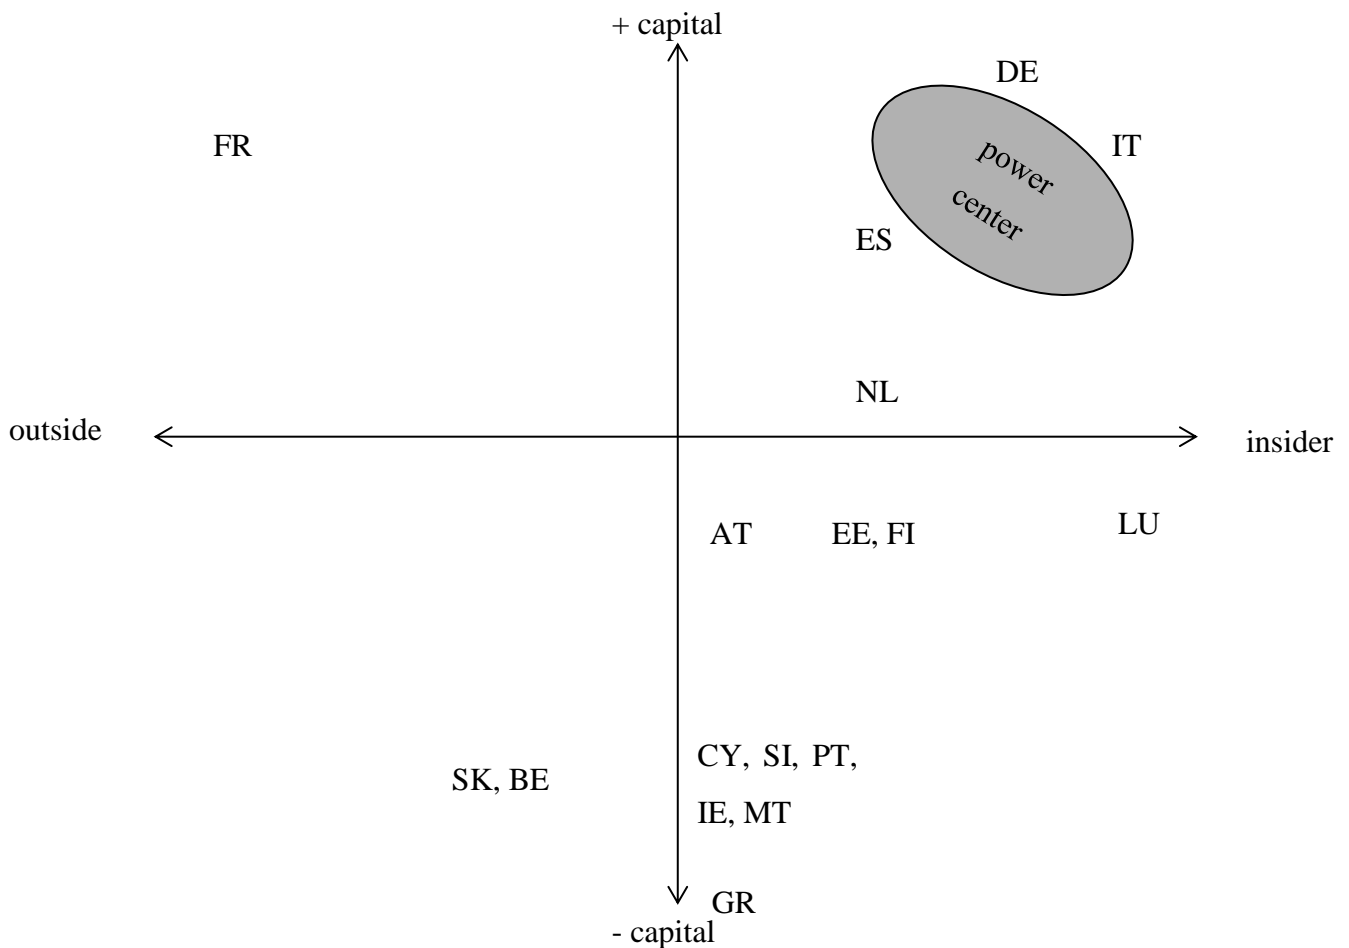 + capital
DE
FR
IT
power
center
ES
NL
outside
insider
AT
EE, FI
LU
CY, SI, PT,
SK, BE
IE, MT
GR
- capital